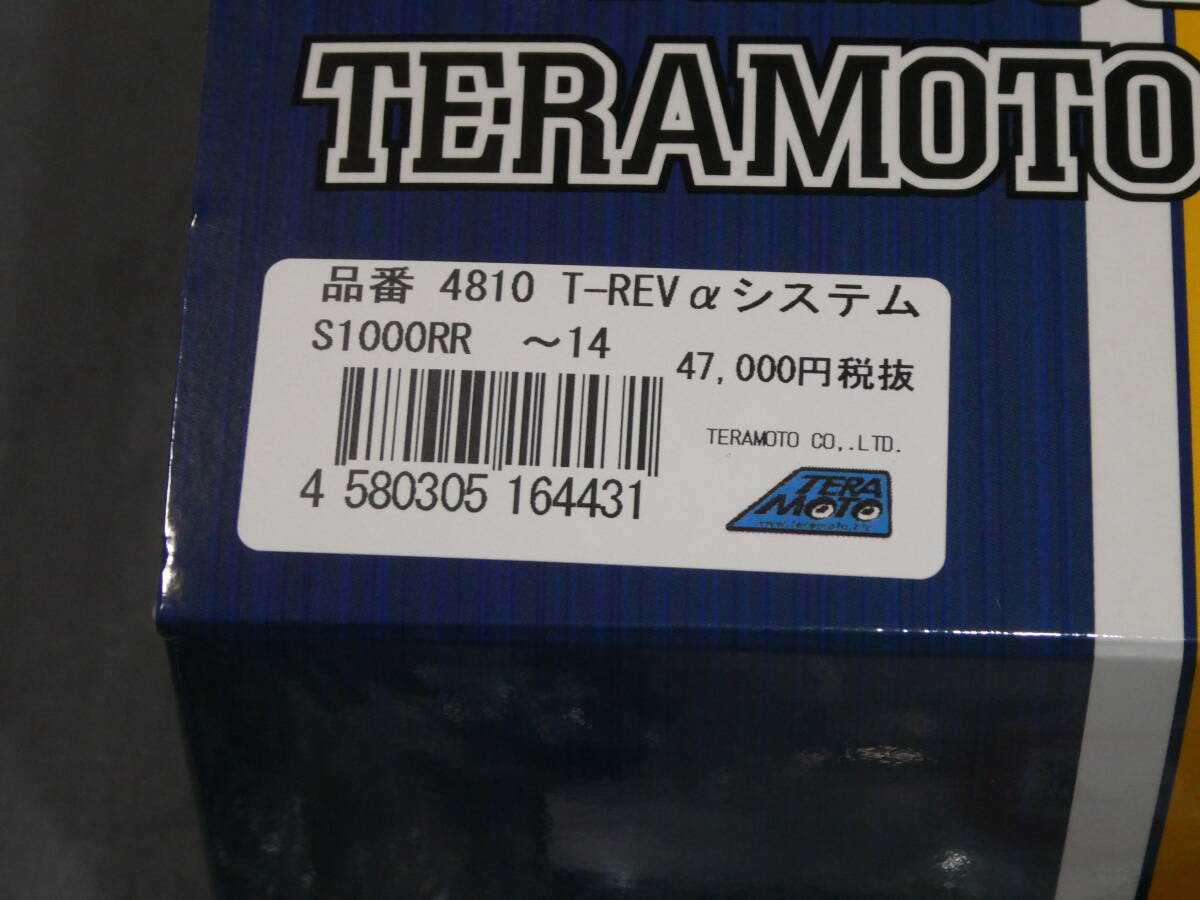 TERAMOTO
品番 4810 T-REVαシステム
S1000RR ～14
47,000円税抜
TERAMOTO CO,.LTD.
4 580305 164431
TERA
MOTO